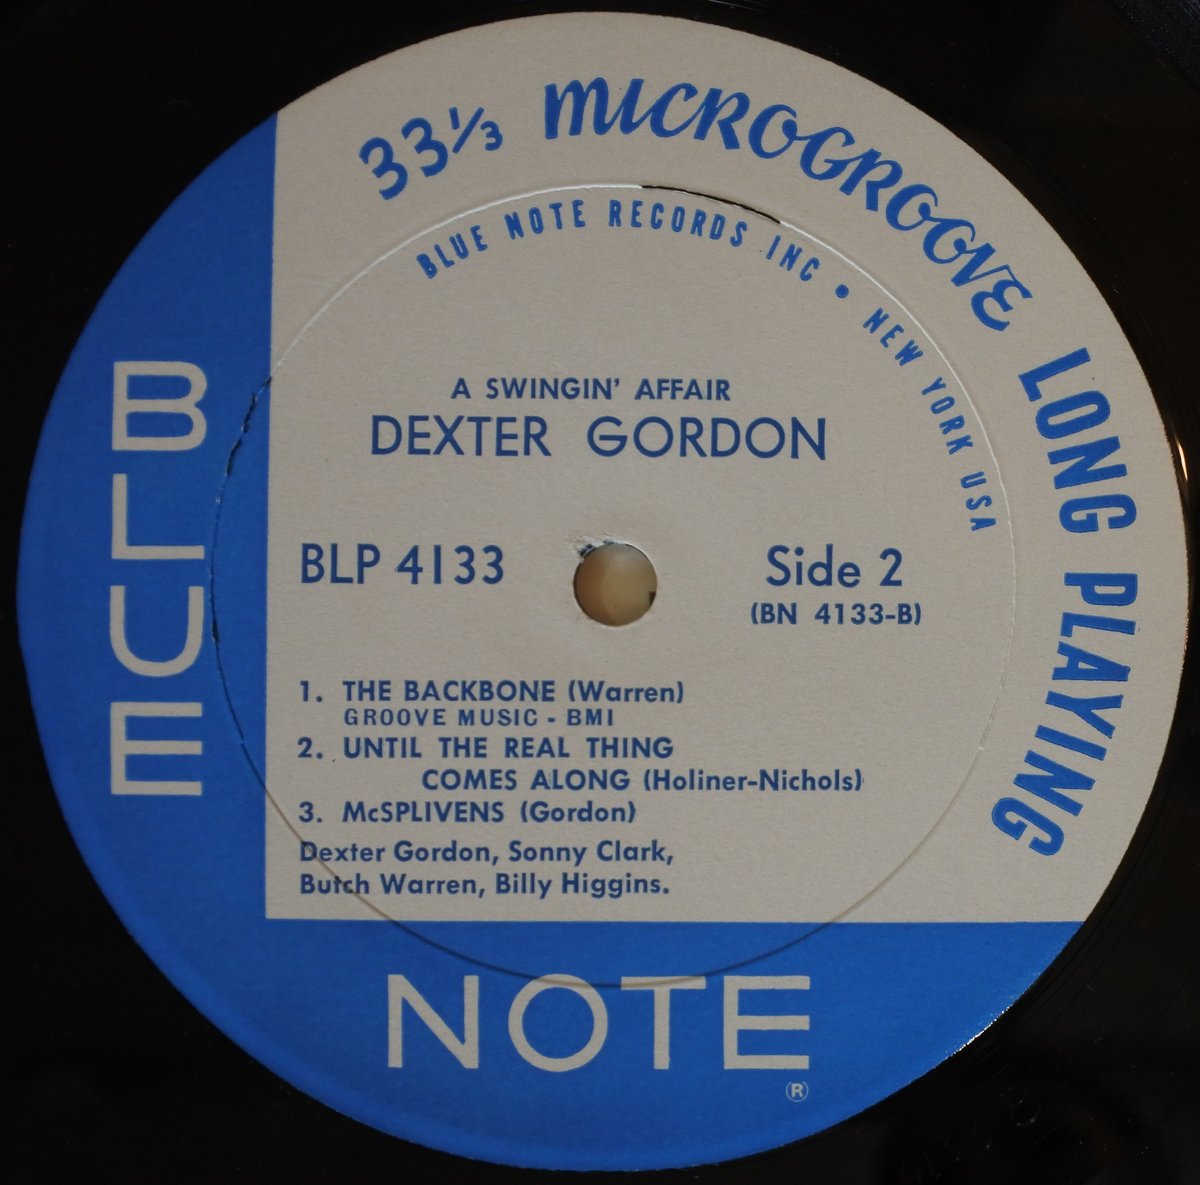 33⅓ MICROGROOVE LONG PLAYING
BLUE NOTE RECORDS INC • NEW YORK USA
A SWINGIN' AFFAIR
DEXTER GORDON
BLP 4133
Side 2
(BN 4133-B)
1. THE BACKBONE (Warren)
GROOVE MUSIC - BMI
2. UNTIL THE REAL THING
COMES ALONG (Holiner-Nichols)
3. McSPLIVENS (Gordon)
Dexter Gordon, Sonny Clark,
Butch Warren, Billy Higgins.
BLUE
NOTE
®